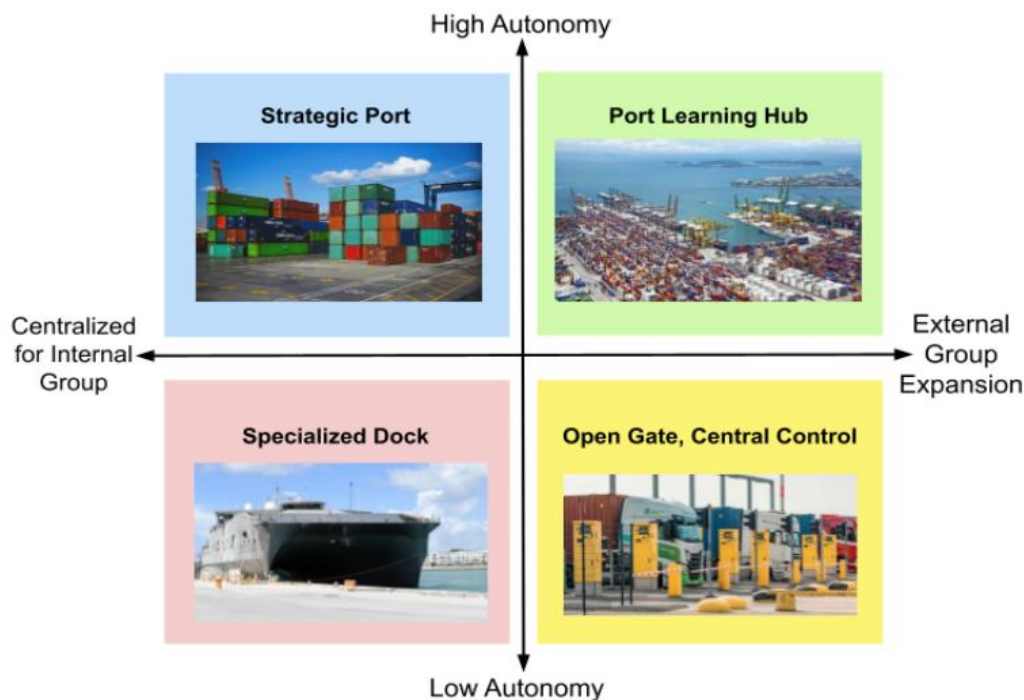 High Autonomy
Strategic Port
Port Learning Hub
Centralized
for Internal
Group
External
Group
Expansion
Specialized Dock
Open Gate, Central Control
Low Autonomy